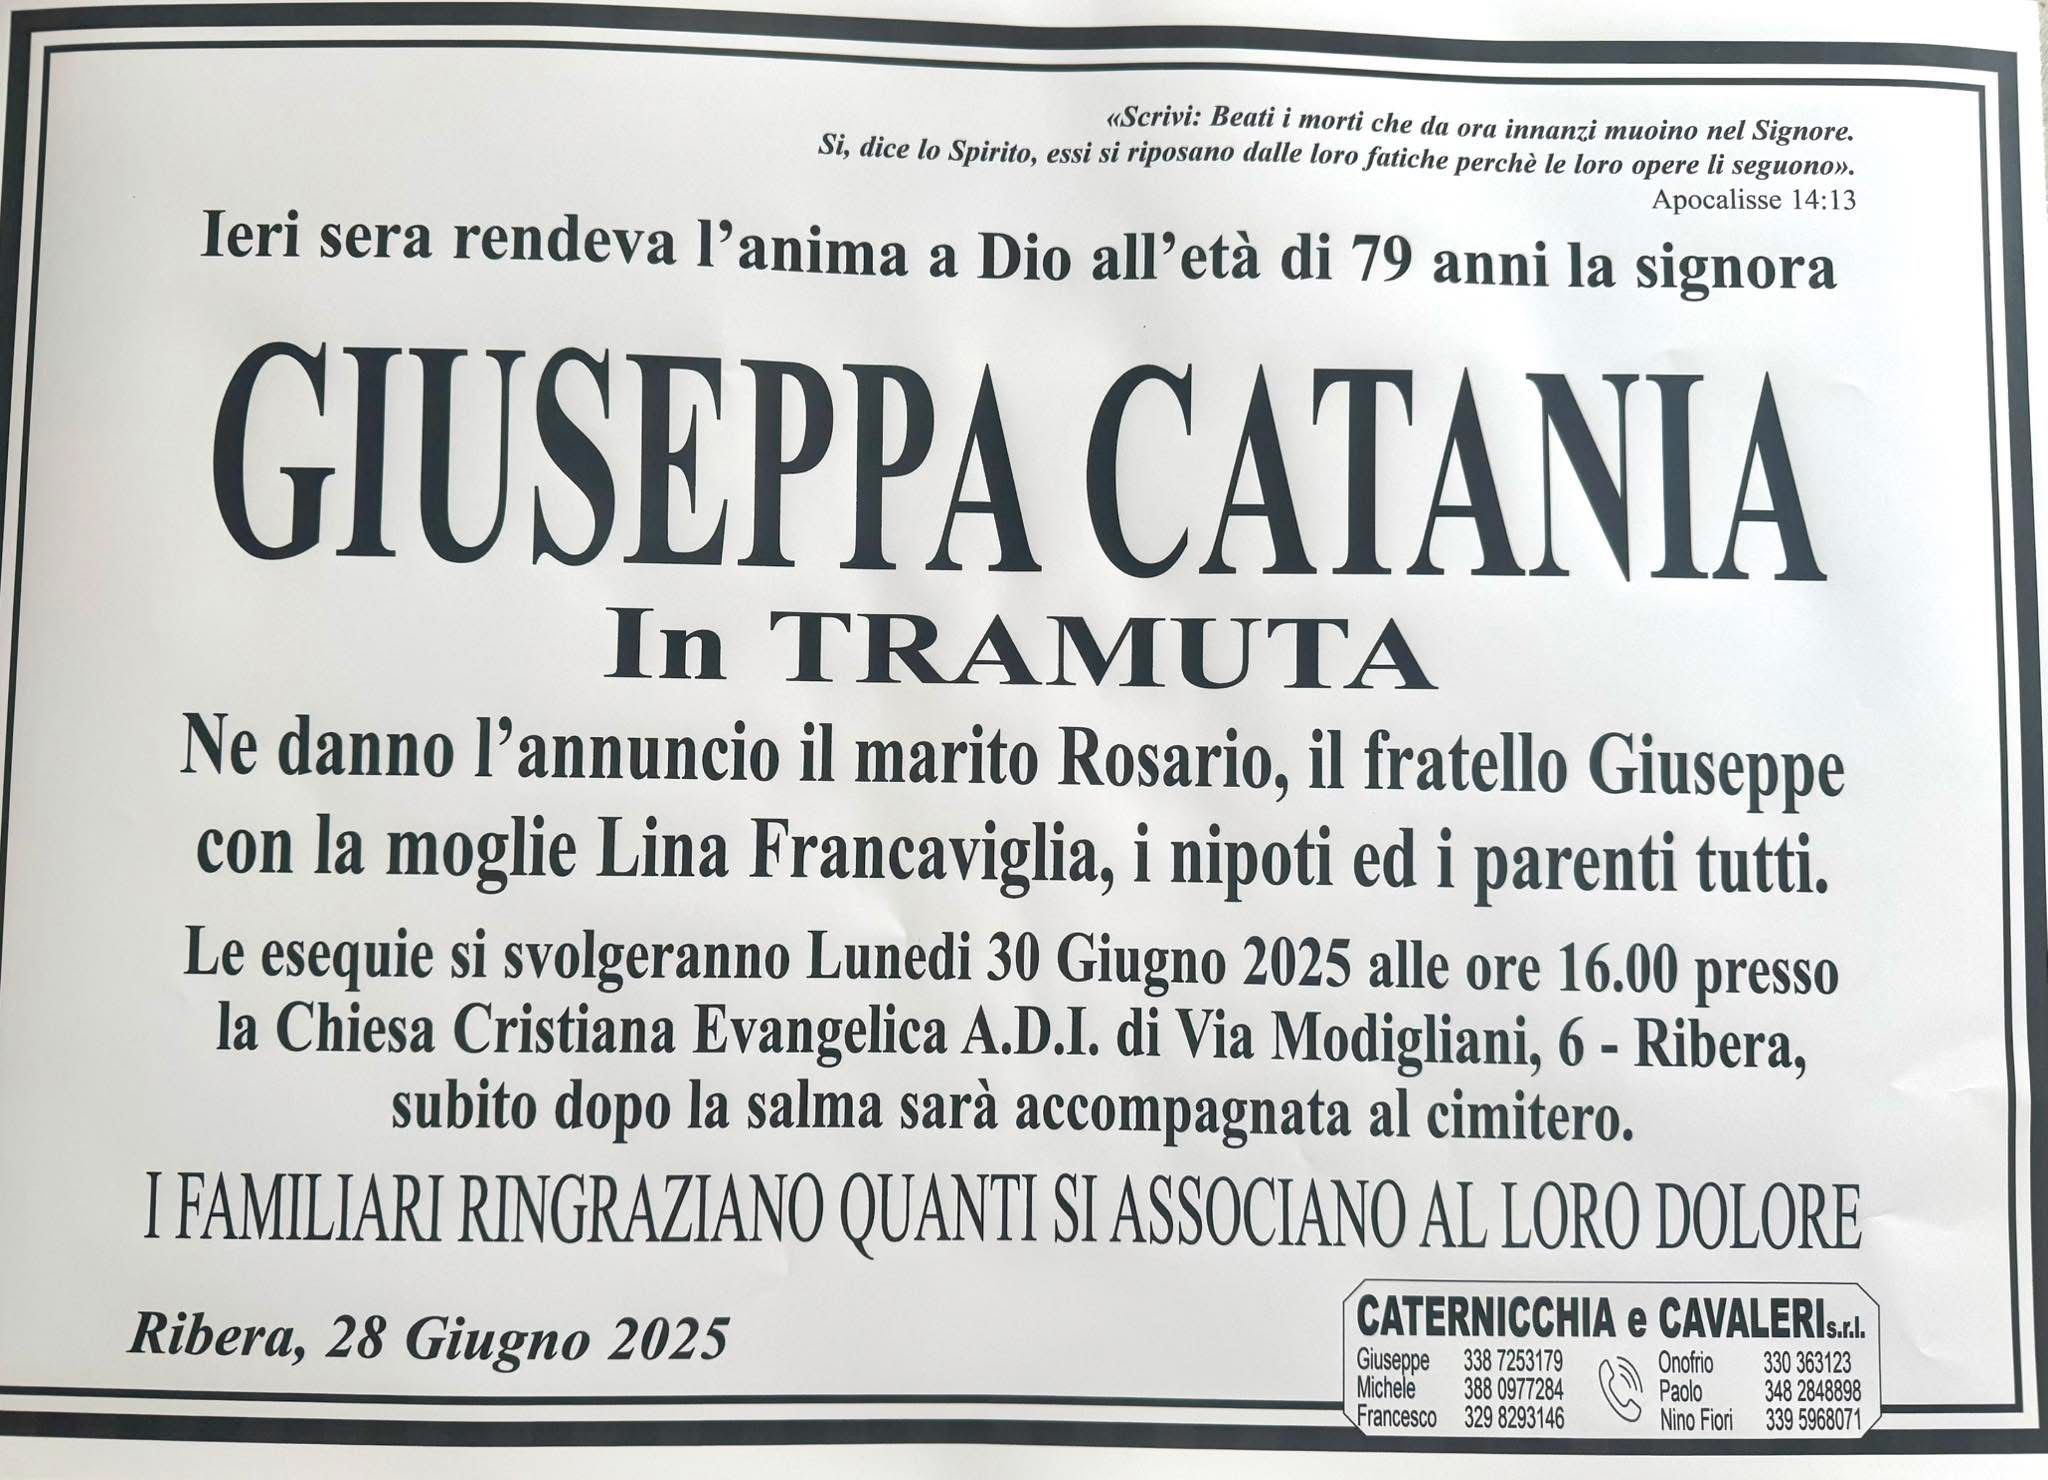 «Scrivi: Beati i morti che da ora innanzi muoino nel Signore.
Si, dice lo Spirito, essi si riposano dalle loro fatiche perchè le loro opere li seguono».
Apocalisse 14:13
Ieri sera rendeva l’anima a Dio all’età di 79 anni la signora
GIUSEPPA CATANIA
In TRAMUTA
Ne danno l’annuncio il marito Rosario, il fratello Giuseppe
con la moglie Lina Francaviglia, i nipoti ed i parenti tutti.
Le esequie si svolgeranno Lunedi 30 Giugno 2025 alle ore 16.00 presso
la Chiesa Cristiana Evangelica A.D.I. di Via Modigliani, 6 - Ribera,
subito dopo la salma sarà accompagnata al cimitero.
I FAMILIARI RINGRAZIANO QUANTI SI ASSOCIANO AL LORO DOLORE
Ribera, 28 Giugno 2025
CATERNICCHIA e CAVALERI s.r.l.
Giuseppe 338 7253179 Onofrio 330 363123
Michele 388 0977284 Paolo 348 2848898
Francesco 329 8293146 Nino Fiori 339 5968071